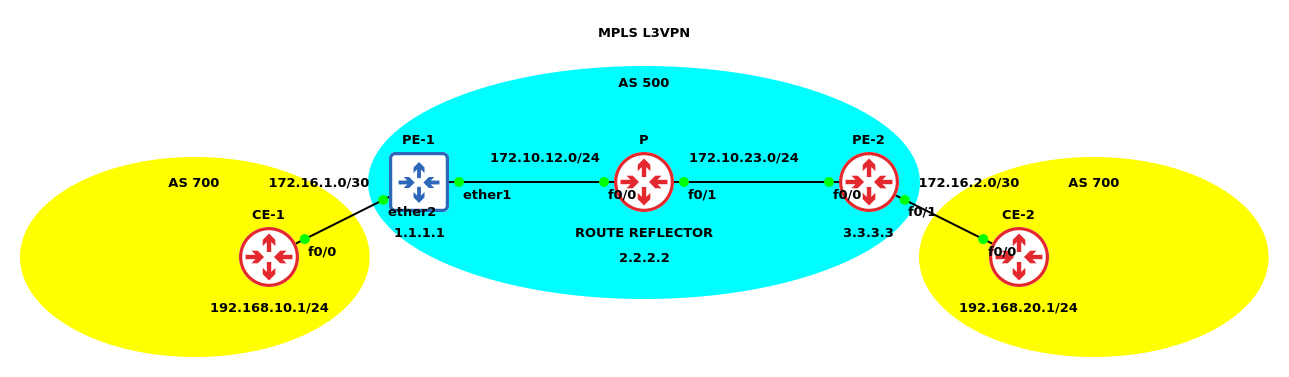 MPLS L3VPN
AS 500
PE-1
P
PE-2
172.10.12.0/24
172.10.23.0/24
AS 700
172.16.1.0/30
172.16.2.0/30
AS 700
ether1
f0/0
f0/1
f0/0
CE-1
ether2
f0/1
CE-2
1.1.1.1
ROUTE REFLECTOR
3.3.3.3
f0/0
f0/0
2.2.2.2
192.168.10.1/24
192.168.20.1/24